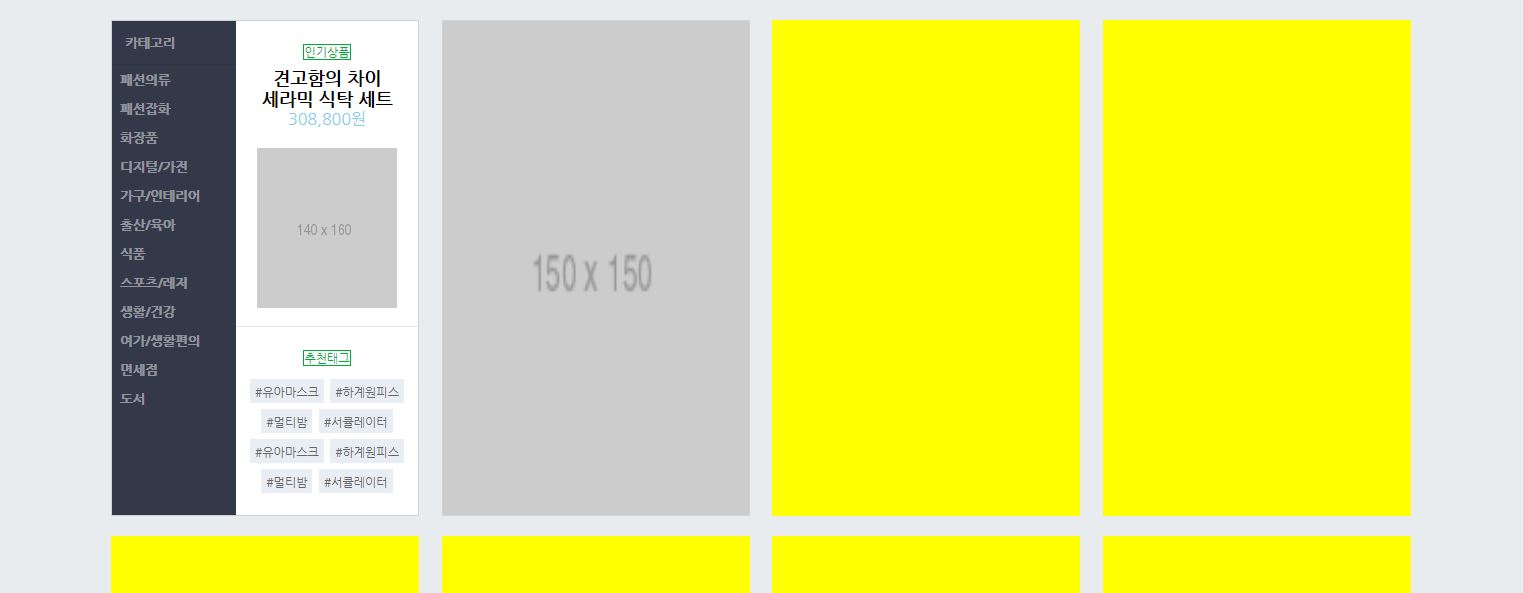 카테고리
패션의류
패션잡화
화장품
디지털/가전
가구/인테리어
출산/육아
식품
스포츠/레저
생활/건강
여가/생활편의
면세점
도서
인기상품
견고함의 차이
세라믹 식탁 세트
308,800원
140 x 160
추천태그
#유아마스크 #하계원피스
#멀티밤 #서큘레이터
#유아마스크 #하계원피스
#멀티밤 #서큘레이터
150 x 150